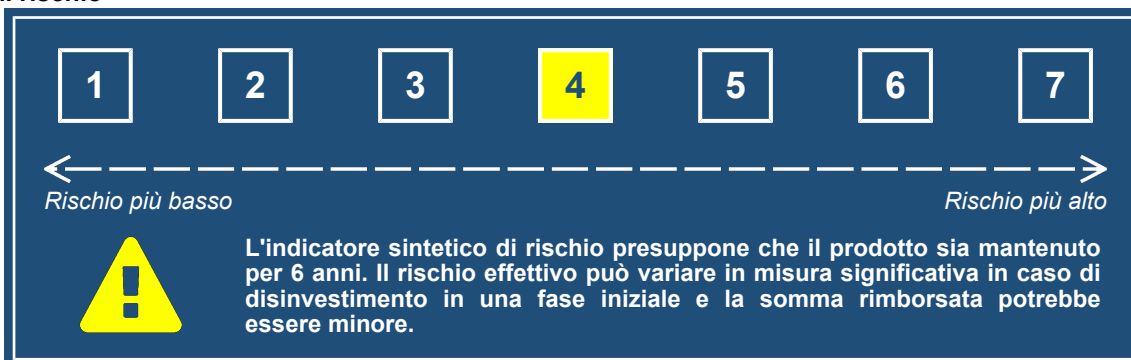 1 2 3 4 5 6 7
Rischio più basso Rischio più alto
L'indicatore sintetico di rischio presuppone che il prodotto sia mantenuto
per 6 anni. Il rischio effettivo può variare in misura significativa in caso di
disinvestimento in una fase iniziale e la somma rimborsata potrebbe
essere minore.